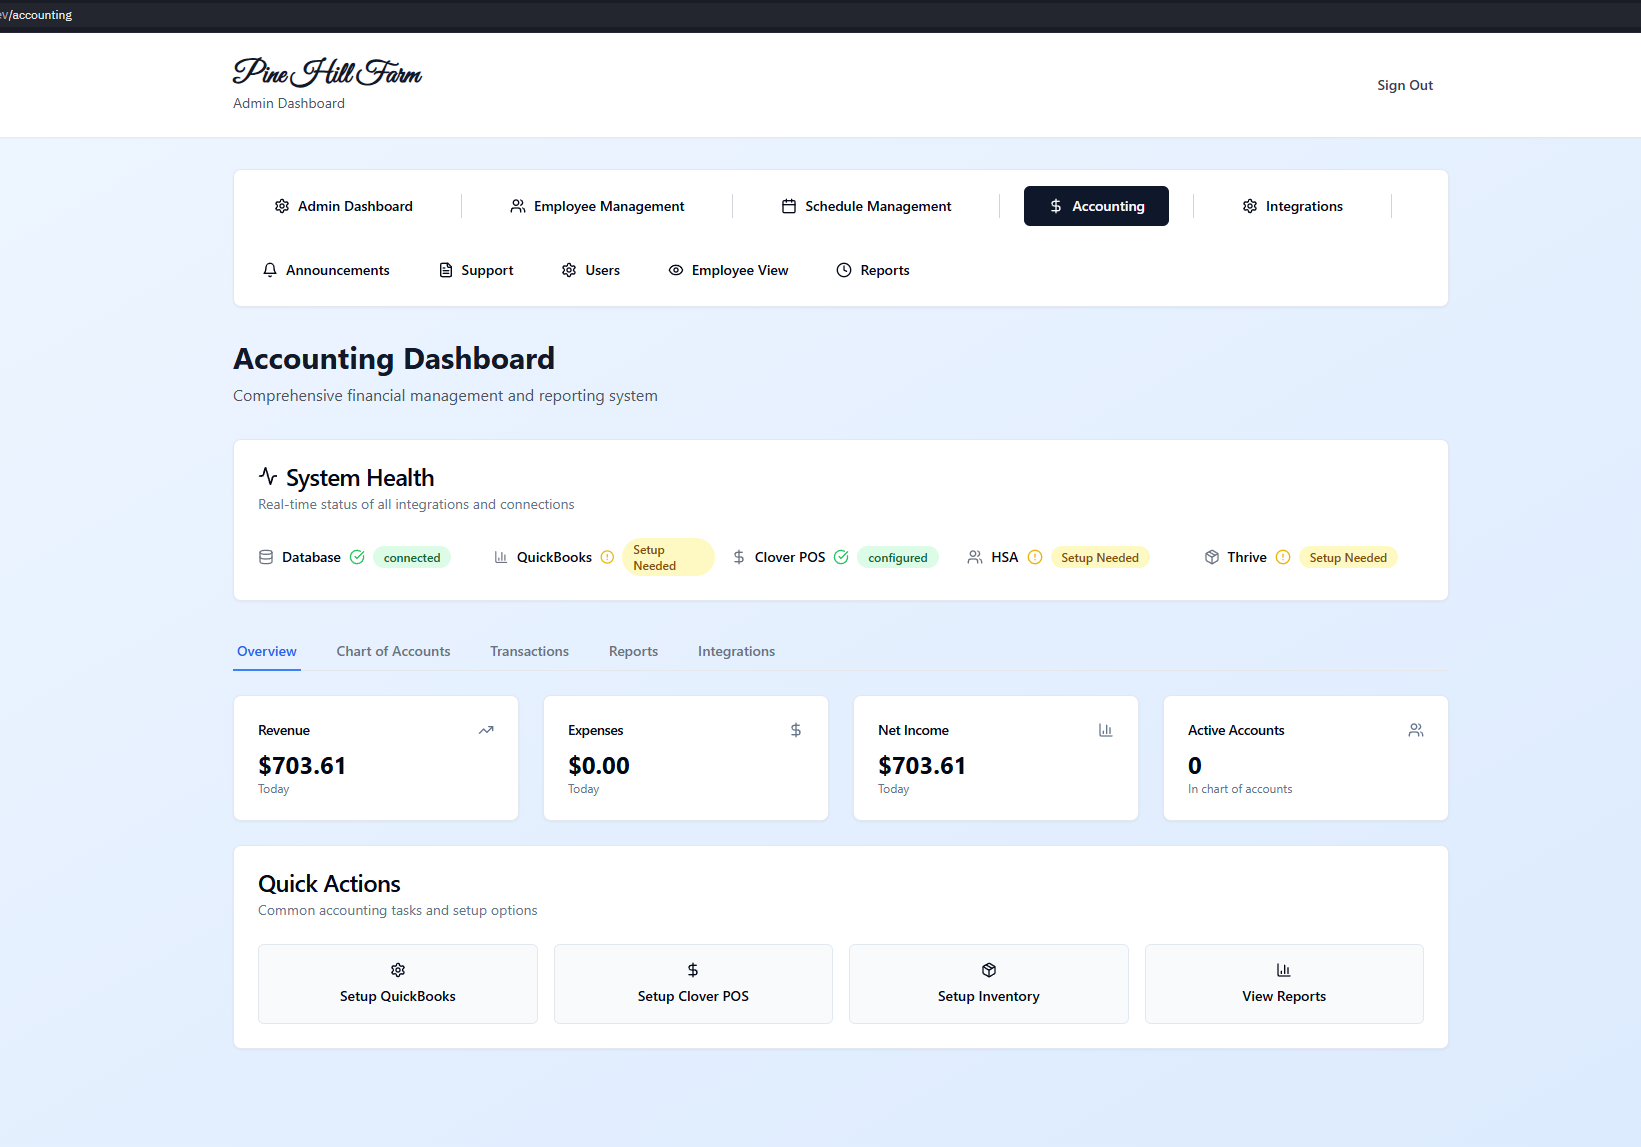 /accounting
Pine Hill Farm
Admin Dashboard
Sign Out
Admin Dashboard
Employee Management
Schedule Management
Accounting
Integrations
Announcements
Support
Users
Employee View
Reports
Accounting Dashboard
Comprehensive financial management and reporting system
System Health
Real-time status of all integrations and connections
Database connected
QuickBooks Setup
Needed
Clover POS configured
HSA Setup Needed
Thrive Setup Needed
Overview
Chart of Accounts
Transactions
Reports
Integrations
Revenue
$703.61
Today
Expenses
$0.00
Today
Net Income
$703.61
Today
Active Accounts
0
In chart of accounts
Quick Actions
Common accounting tasks and setup options
Setup QuickBooks
Setup Clover POS
Setup Inventory
View Reports